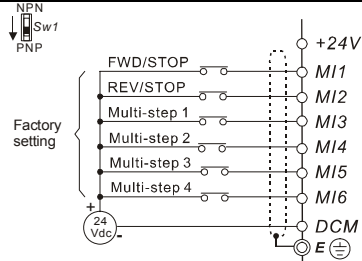 NPN
Sw1
PNP
+24V
FWD/STOP
MI1
REV/STOP
MI2
Multi-step 1
MI3
Factory
setting
Multi-step 2
MI4
Multi-step 3
MI5
Multi-step 4
MI6
+
24
Vdc
-
DCM
E